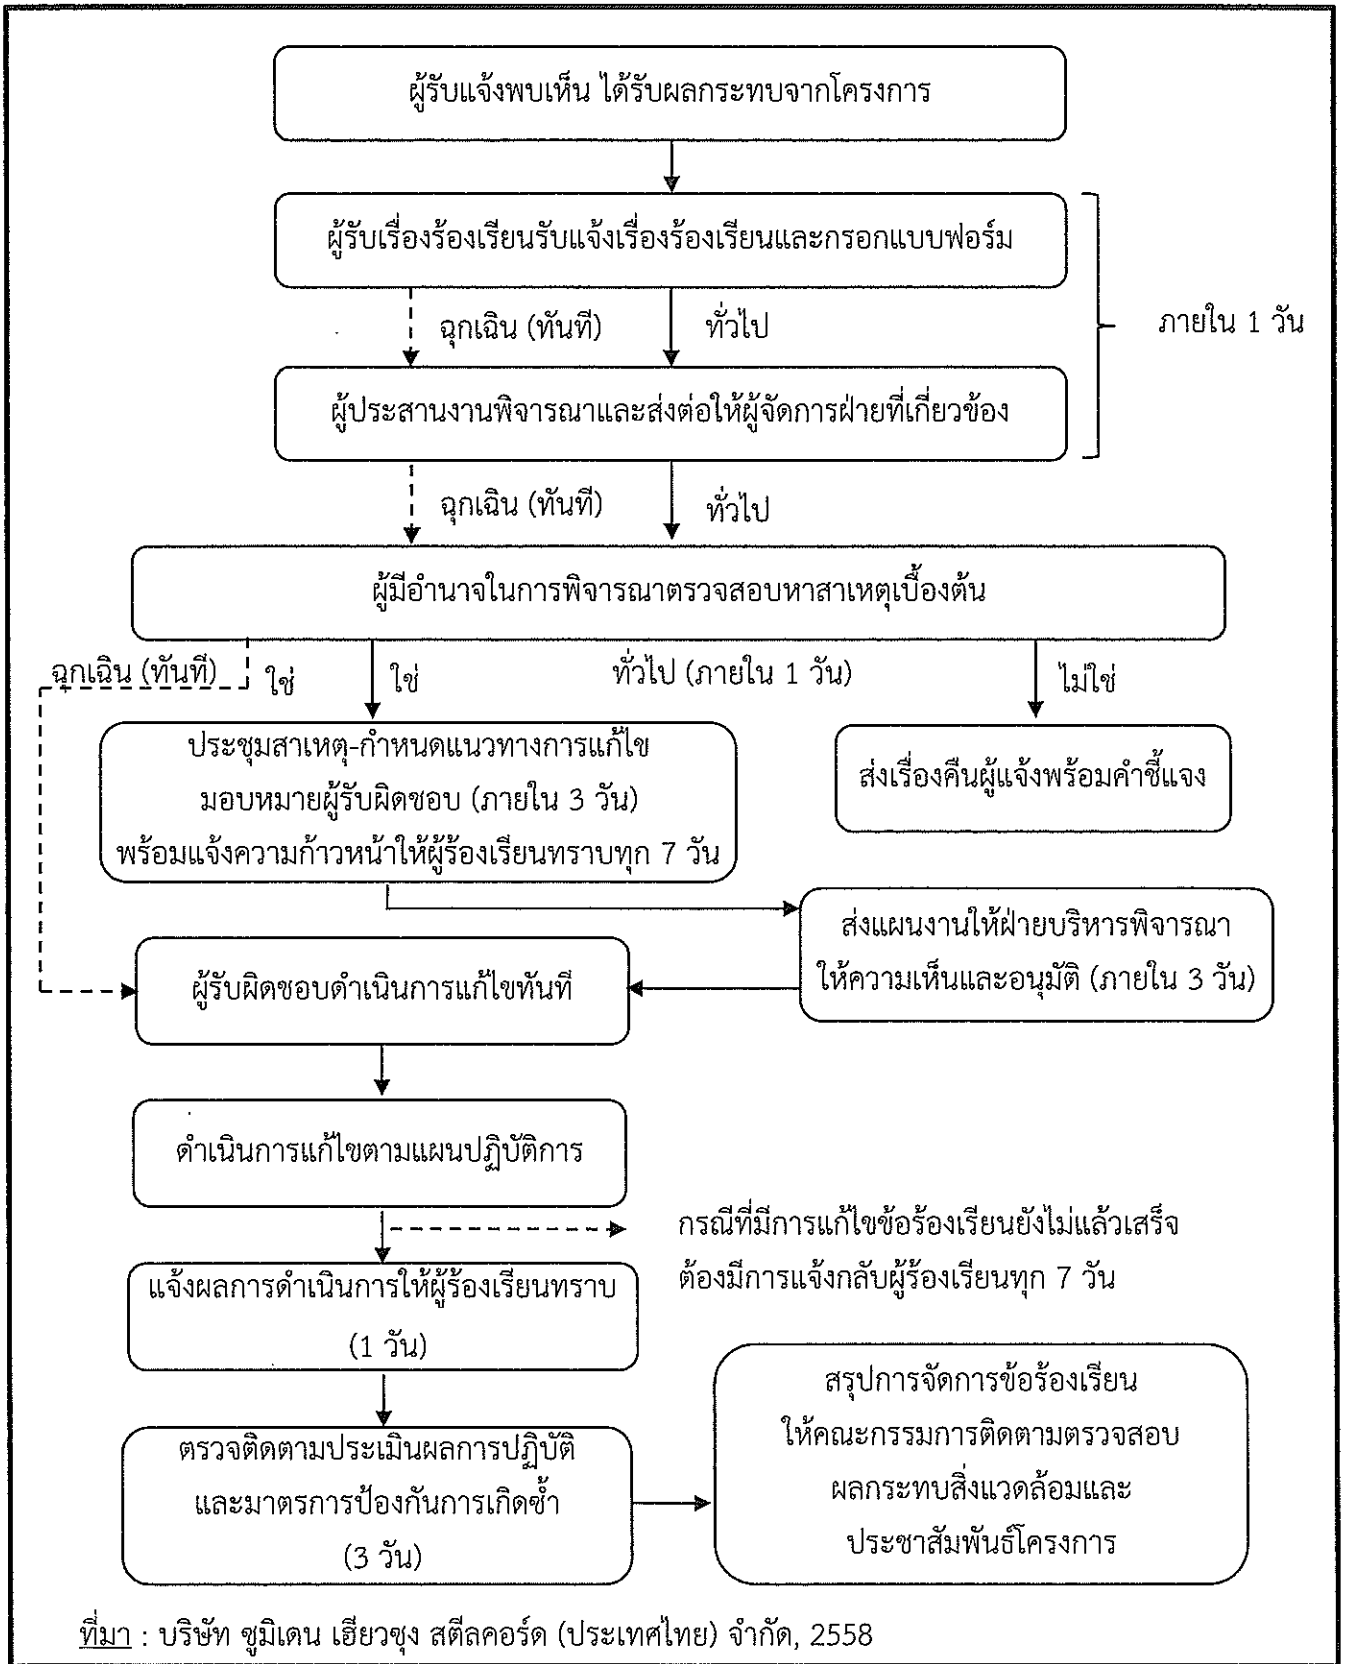 ผู้รับแจ้งพบเห็น ได้รับผลกระทบจากโครงการ
ผู้รับเรื่องร้องเรียนรับแจ้งเรื่องร้องเรียนและกรอกแบบฟอร์ม
ฉุกเฉิน (ทันที)
ทั่วไป
ภายใน 1 วัน
ผู้ประสานงานพิจารณาและส่งต่อให้ผู้จัดการฝ่ายที่เกี่ยวข้อง
ฉุกเฉิน (ทันที)
ทั่วไป
ผู้มีอำนาจในการพิจารณาตรวจสอบหาสาเหตุเบื้องต้น
ฉุกเฉิน (ทันที)
ใช่
ใช่
ทั่วไป (ภายใน 1 วัน)
ไม่ใช่
ประชุมสาเหตุ-กำหนดแนวทางการแก้ไข
มอบหมายผู้รับผิดชอบ (ภายใน 3 วัน)
พร้อมแจ้งความก้าวหน้าให้ผู้ร้องเรียนทราบทุก 7 วัน
ส่งเรื่องคืนผู้แจ้งพร้อมคำชี้แจง
ส่งแผนงานให้ฝ่ายบริหารพิจารณา
ให้ความเห็นและอนุมัติ (ภายใน 3 วัน)
ผู้รับผิดชอบดำเนินการแก้ไขทันที
ดำเนินการแก้ไขตามแผนปฏิบัติการ
กรณีที่มีการแก้ไขข้อร้องเรียนยังไม่แล้วเสร็จ
ต้องมีการแจ้งกลับผู้ร้องเรียนทุก 7 วัน
แจ้งผลการดำเนินการให้ผู้ร้องเรียนทราบ
(1 วัน)
ตรวจติดตามประเมินผลการปฏิบัติ
และมาตรการป้องกันการเกิดซ้ำ
(3 วัน)
สรุปการจัดการข้อร้องเรียน
ให้คณะกรรมการติดตามตรวจสอบ
ผลกระทบสิ่งแวดล้อมและ
ประชาสัมพันธ์โครงการ
ที่มา : บริษัท ซูมิเดน เฮียวซุง สตีลคอร์ด (ประเทศไทย) จำกัด, 2558